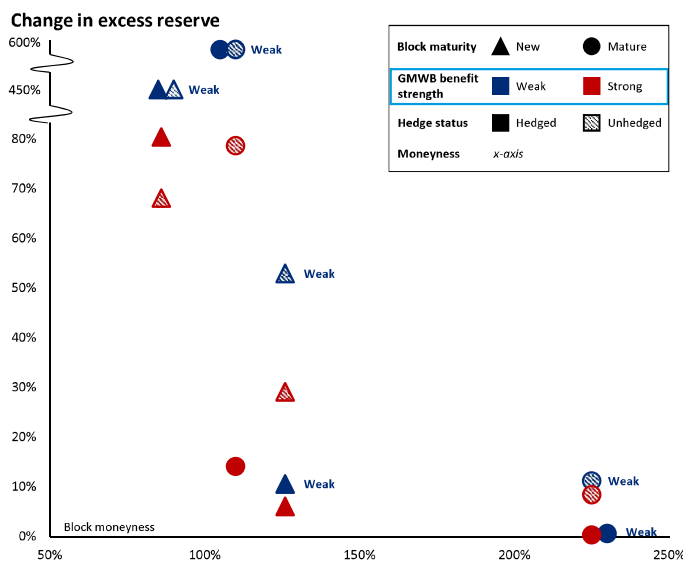 Change in excess reserve
600%
450%
80%
70%
60%
50%
40%
30%
20%
10%
0%
Weak
Weak
Weak
Weak
Weak
Weak
Block moneyness
50%
100%
150%
200%
250%
Block maturity New Mature
GMWB benefit
strength Weak Strong
Hedge status Hedged Unhedged
Moneyness x-axis